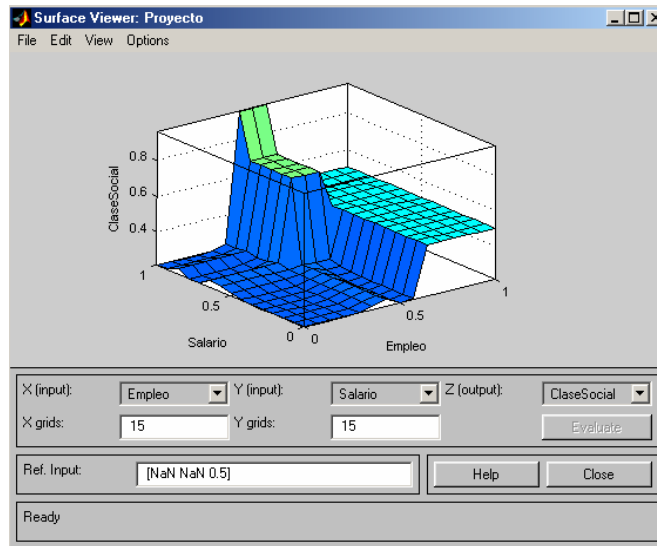 Surface Viewer: Proyecto
File Edit View Options
ClaseSocial
0.8
0.6
0.4
1
0.5
0
Salario
0
0.5
1
Empleo
X (input): Empleo Y (input): Salario Z (output): ClaseSocial
X grids: 15 Y grids: 15 Evaluate
Ref. Input: [NaN NaN 0.5] Help Close
Ready